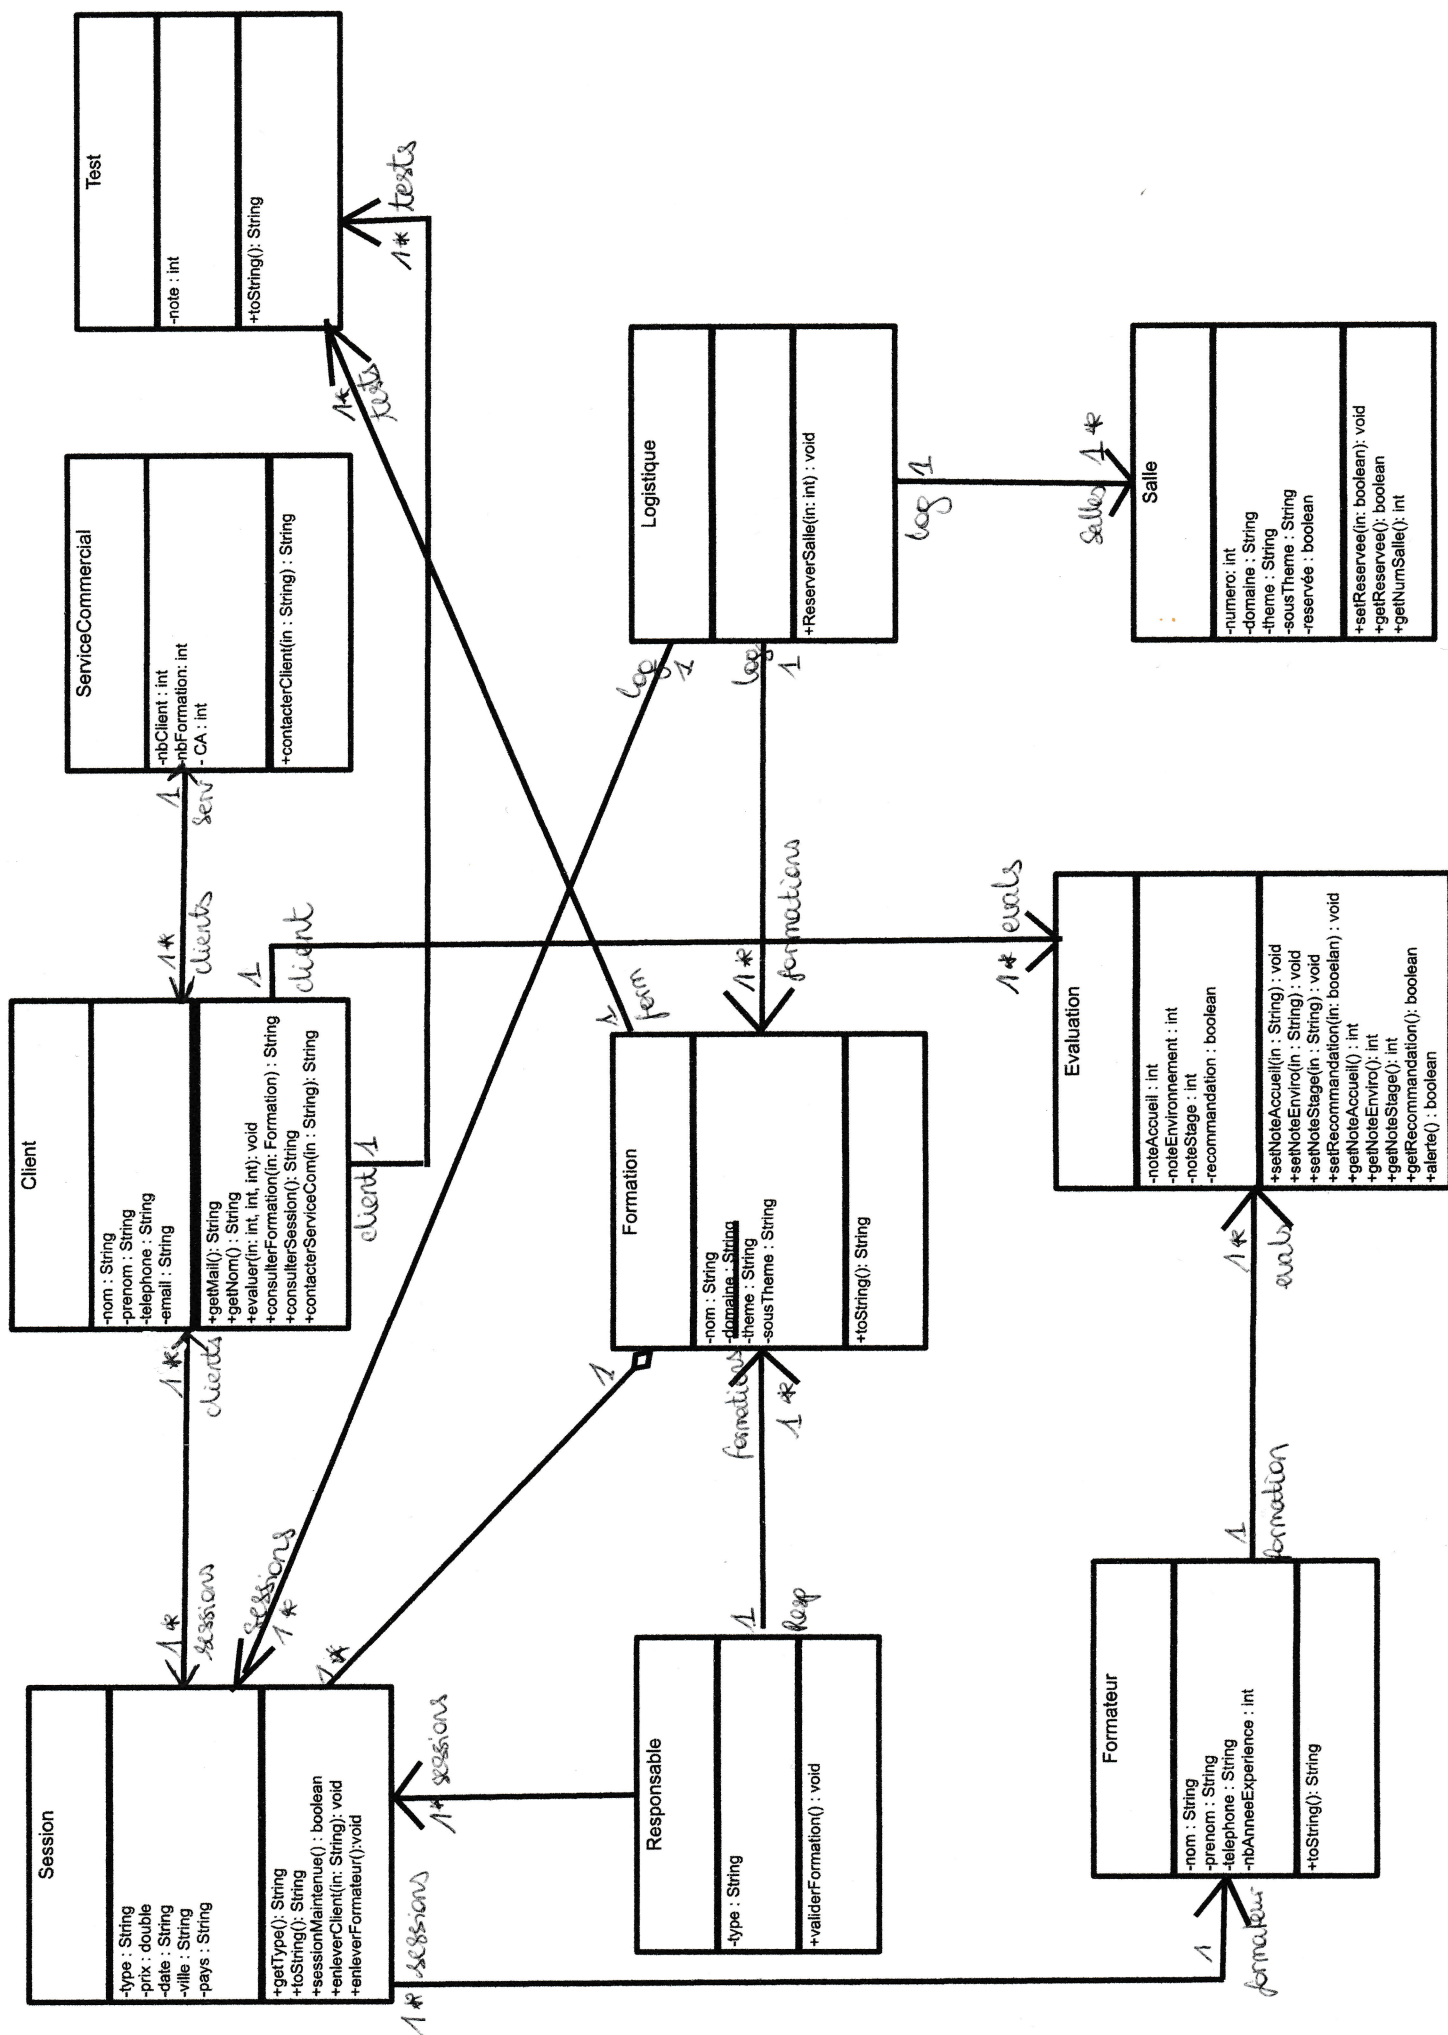 Session
-type : String
-prix : double
-date : String
-ville : String
-pays : String
+getType(): String
+toString(): String
+sessionMaintenue() : boolean
+enleverClient(in: String): void
+enleverFormateur():void
1* sessions
1* sessions
1*
sessions
1*
sessions
1*
Client
-nom : String
-prenom : String
-telephone : String
-email : String
+getMail(): String
+getNom() : String
+evaluer(in: int, int, int): void
+consulterFormation(in: Formation) : String
+consulterSession(): String
+contacterServiceCom(in : String): String
1*
clients
1*
clients
1
client
client 1
ServiceCommercial
-nbClient : int
-nbFormation: int
- CA : int
+contacterClient(in : String) : String
1
serv
Test
-note : int
+toString(): String
1*
tests
1* tests
Responsable
-type : String
+validerFormation() : void
1
Resp
Formation
-nom : String
-domaine : String
-theme : String
-sousTheme : String
+toString(): String
1
formations
1*
1
form
1*
formations
Logistique
+ReserverSalle(in: int) : void
log
1
log
1
log
1
Formateur
-nom : String
-prenom : String
-telephone : String
-nbAnneeExperience : int
+toString(): String
1
formateur
1
formation
Evaluation
-noteAccueil : int
-noteEnvironnement : int
-noteStage : int
-recommandation : boolean
+setNoteAccueil(in : String) : void
+setNoteEnviro(in : String) : void
+setNoteStage(in : String) : void
+setRecommandation(in: booelan) : void
+getNoteAccueil() : int
+getNoteEnviro(): int
+getNoteStage(): int
+getRecommandation(): boolean
+alerte() : boolean
1*
evals
1* evals
Salle
-numero: int
-domaine : String
-theme : String
-sousTheme : String
-reservée : boolean
+setReservee(in: boolean): void
+getReservee(): boolean
+getNumSalle(): int
salles 1*